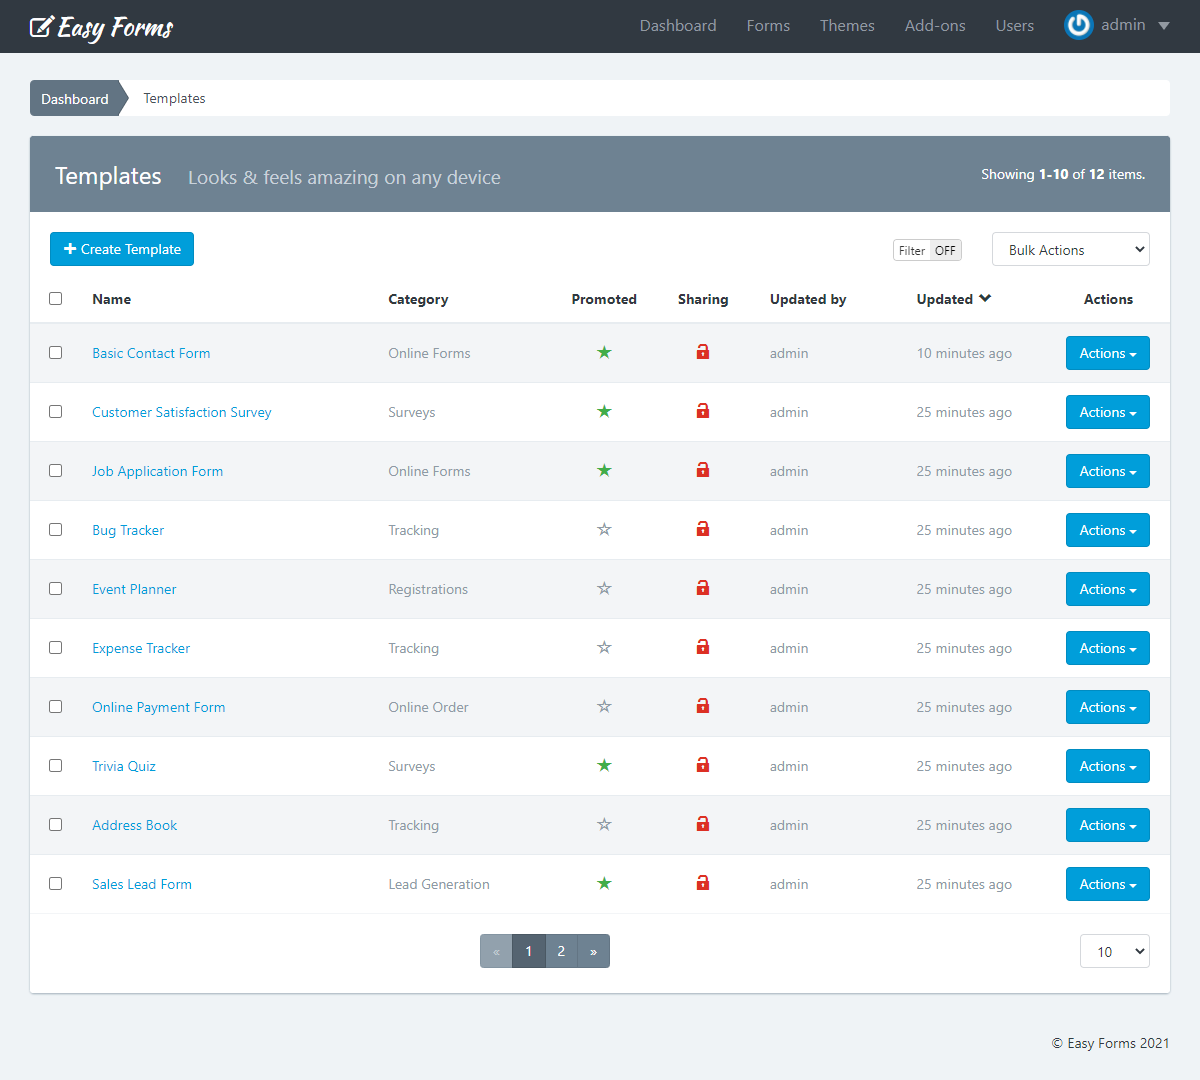 Easy Forms Dashboard Forms Themes Add-ons Users admin
Dashboard Templates
Templates Looks & feels amazing on any device Showing 1-10 of 12 items.
Create Template Filter OFF Bulk Actions
Name Category Promoted Sharing Updated by Updated Actions
Basic Contact Form Online Forms admin 10 minutes ago Actions
Customer Satisfaction Survey Surveys admin 25 minutes ago Actions
Job Application Form Online Forms admin 25 minutes ago Actions
Bug Tracker Tracking admin 25 minutes ago Actions
Event Planner Registrations admin 25 minutes ago Actions
Expense Tracker Tracking admin 25 minutes ago Actions
Online Payment Form Online Order admin 25 minutes ago Actions
Trivia Quiz Surveys admin 25 minutes ago Actions
Address Book Tracking admin 25 minutes ago Actions
Sales Lead Form Lead Generation admin 25 minutes ago Actions
« 1 2 » 10
© Easy Forms 2021